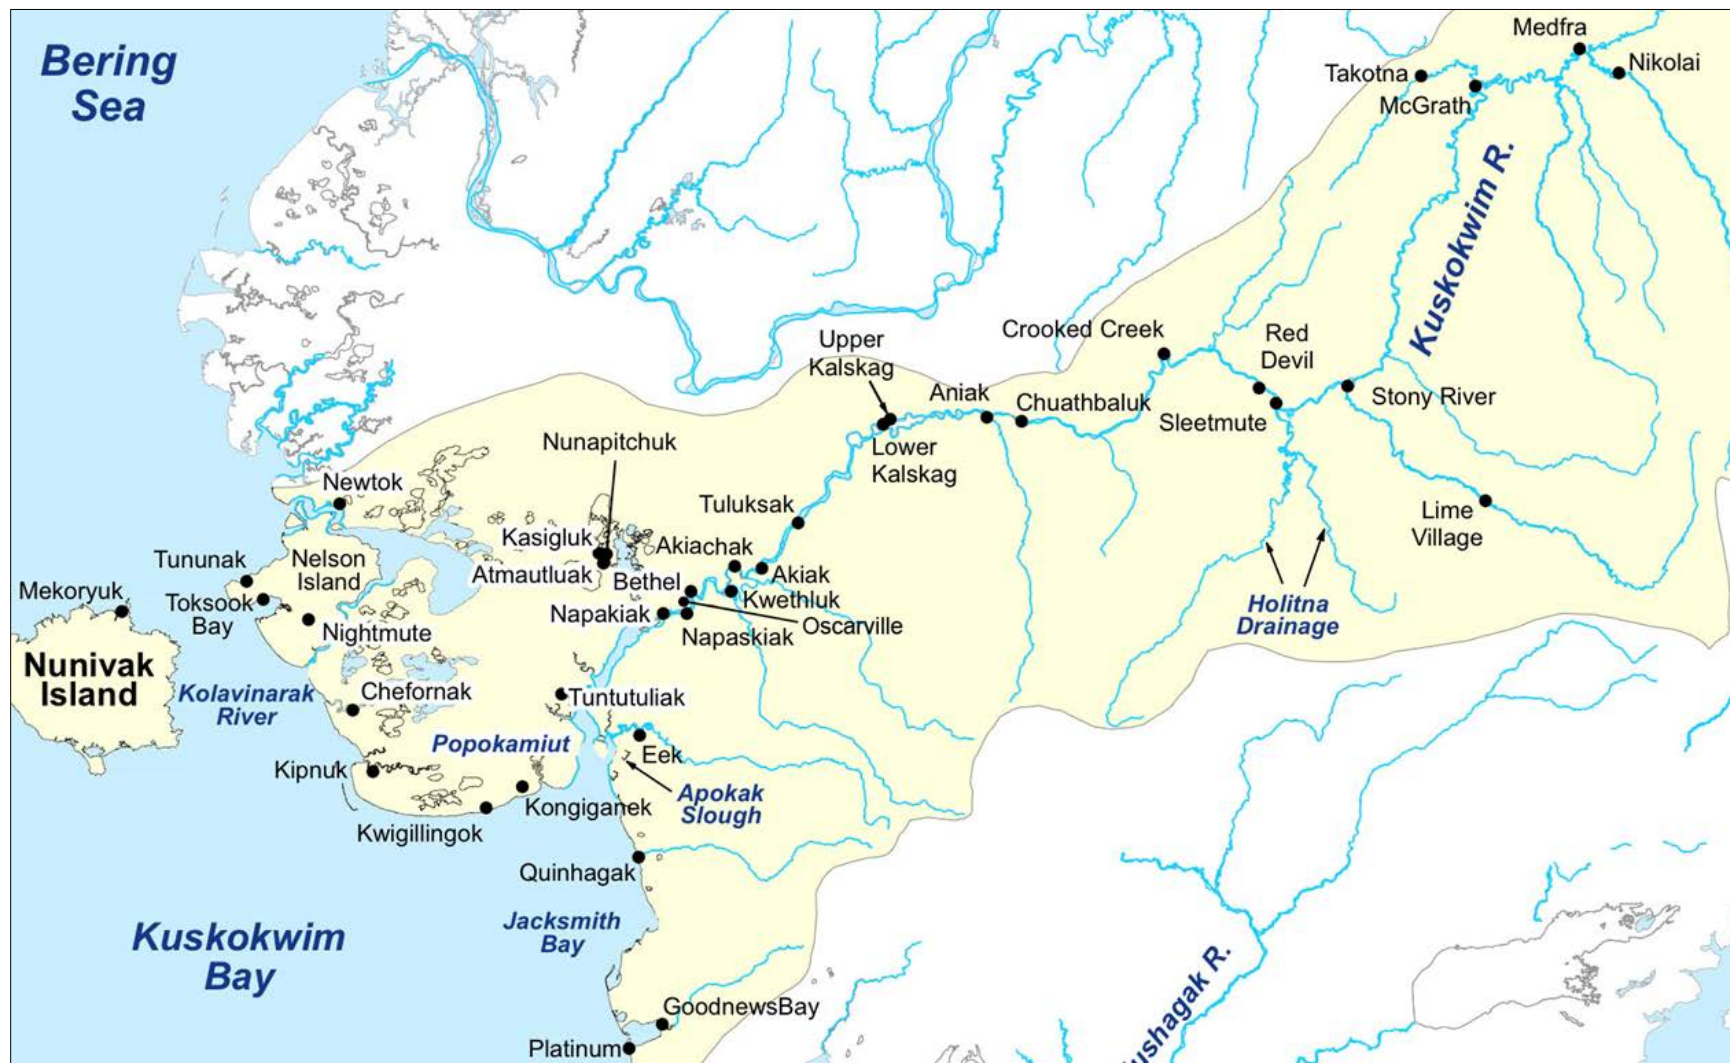 Bering
Sea
Medfra
Takotna
Nikolai
McGrath
Kuskokwim R.
Upper
Kalskag
Crooked Creek
Red
Devil
Aniak
Chuathbaluk
Stony River
Sleetmute
Lower
Kalskag
Nunapitchuk
Newtok
Tuluksak
Lime
Village
Kasigluk
Akiachak
Tununak
Nelson
Island
Atmautluak
Bethel
Akiak
Mekoryuk
Toksook
Bay
Kwethluk
Holitna
Drainage
Napakiak
Oscarville
Nightmute
Napaskiak
Nunivak
Island
Kolavinarak
River
Chefornak
Tuntutuliak
Popokamiut
Eek
Kipnuk
Apokak
Slough
Kongiganek
Kwigillingok
Quinhagak
Jacksmith
Bay
Kuskokwim
Bay
ushagak R.
GoodnewsBay
Platinum